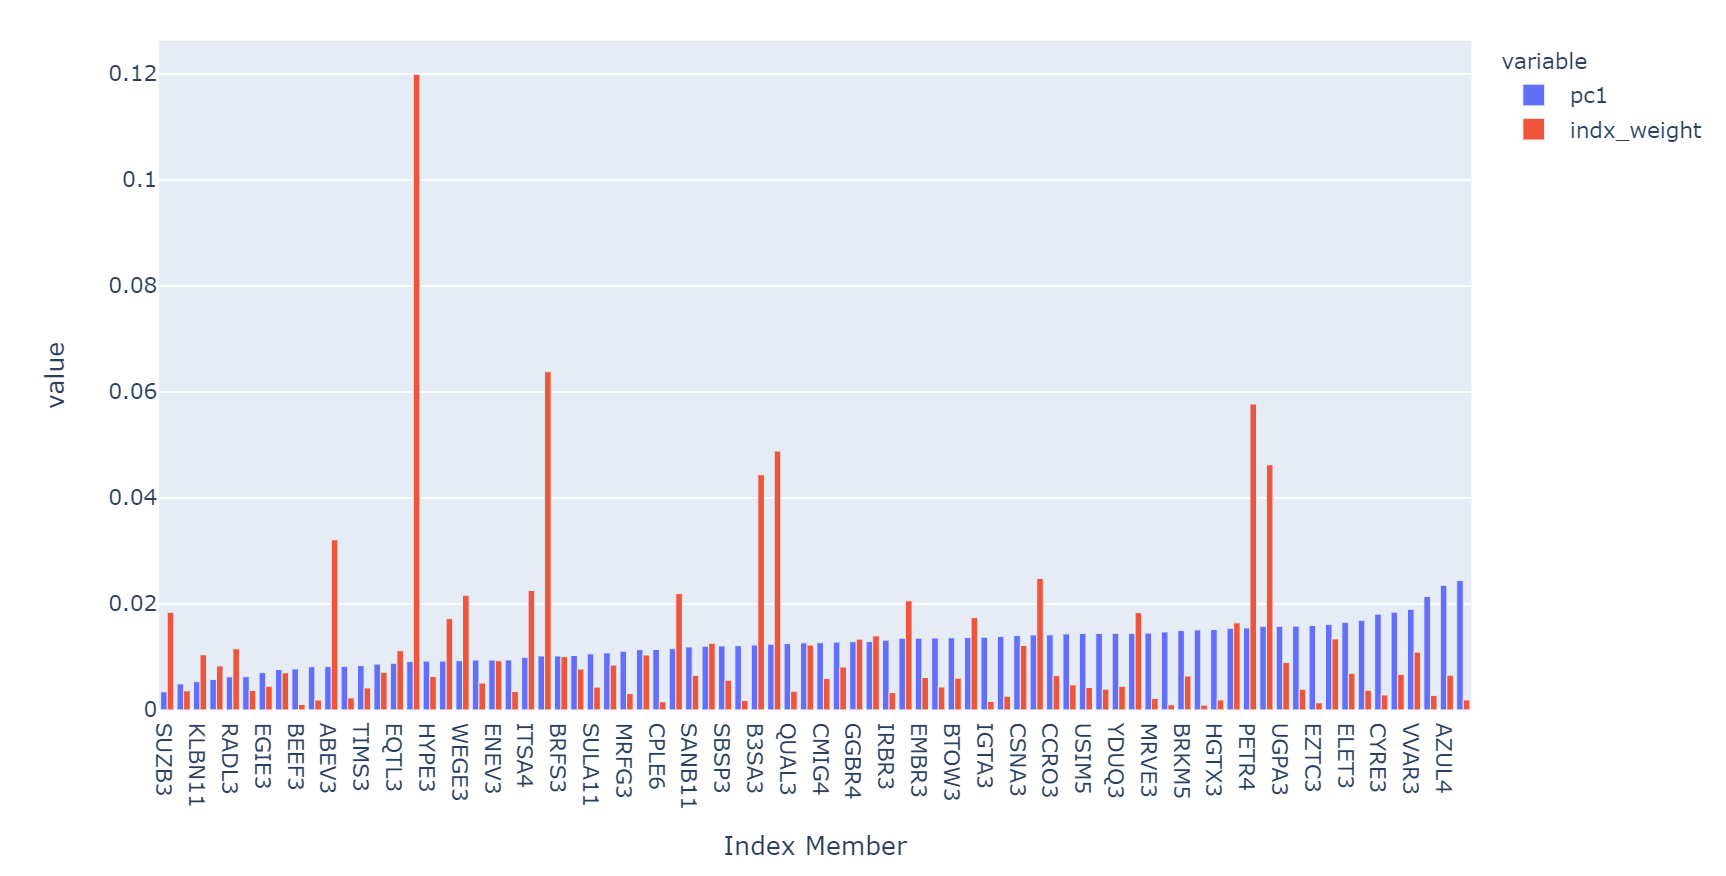 variable
pc1
indx_weight
0.12
0.1
0.08
0.06
0.04
0.02
0
value
SUZB3
KLBN11
RADL3
EGIE3
BEEF3
ABEV3
TIMS3
EQTL3
HYPE3
WEGE3
ENEV3
ITSA4
BRFS3
SULA11
MRFG3
CPLE6
SANB11
SBSP3
B3SA3
QUAL3
CMIG4
GGBR4
IRBR3
EMBR3
BTOW3
IGTA3
CSNA3
CCRO3
USIM5
YDUQ3
MRVE3
BRKM5
HGTX3
PETR4
UGPA3
EZTC3
ELET3
CYRE3
VVAR3
AZUL4
Index Member